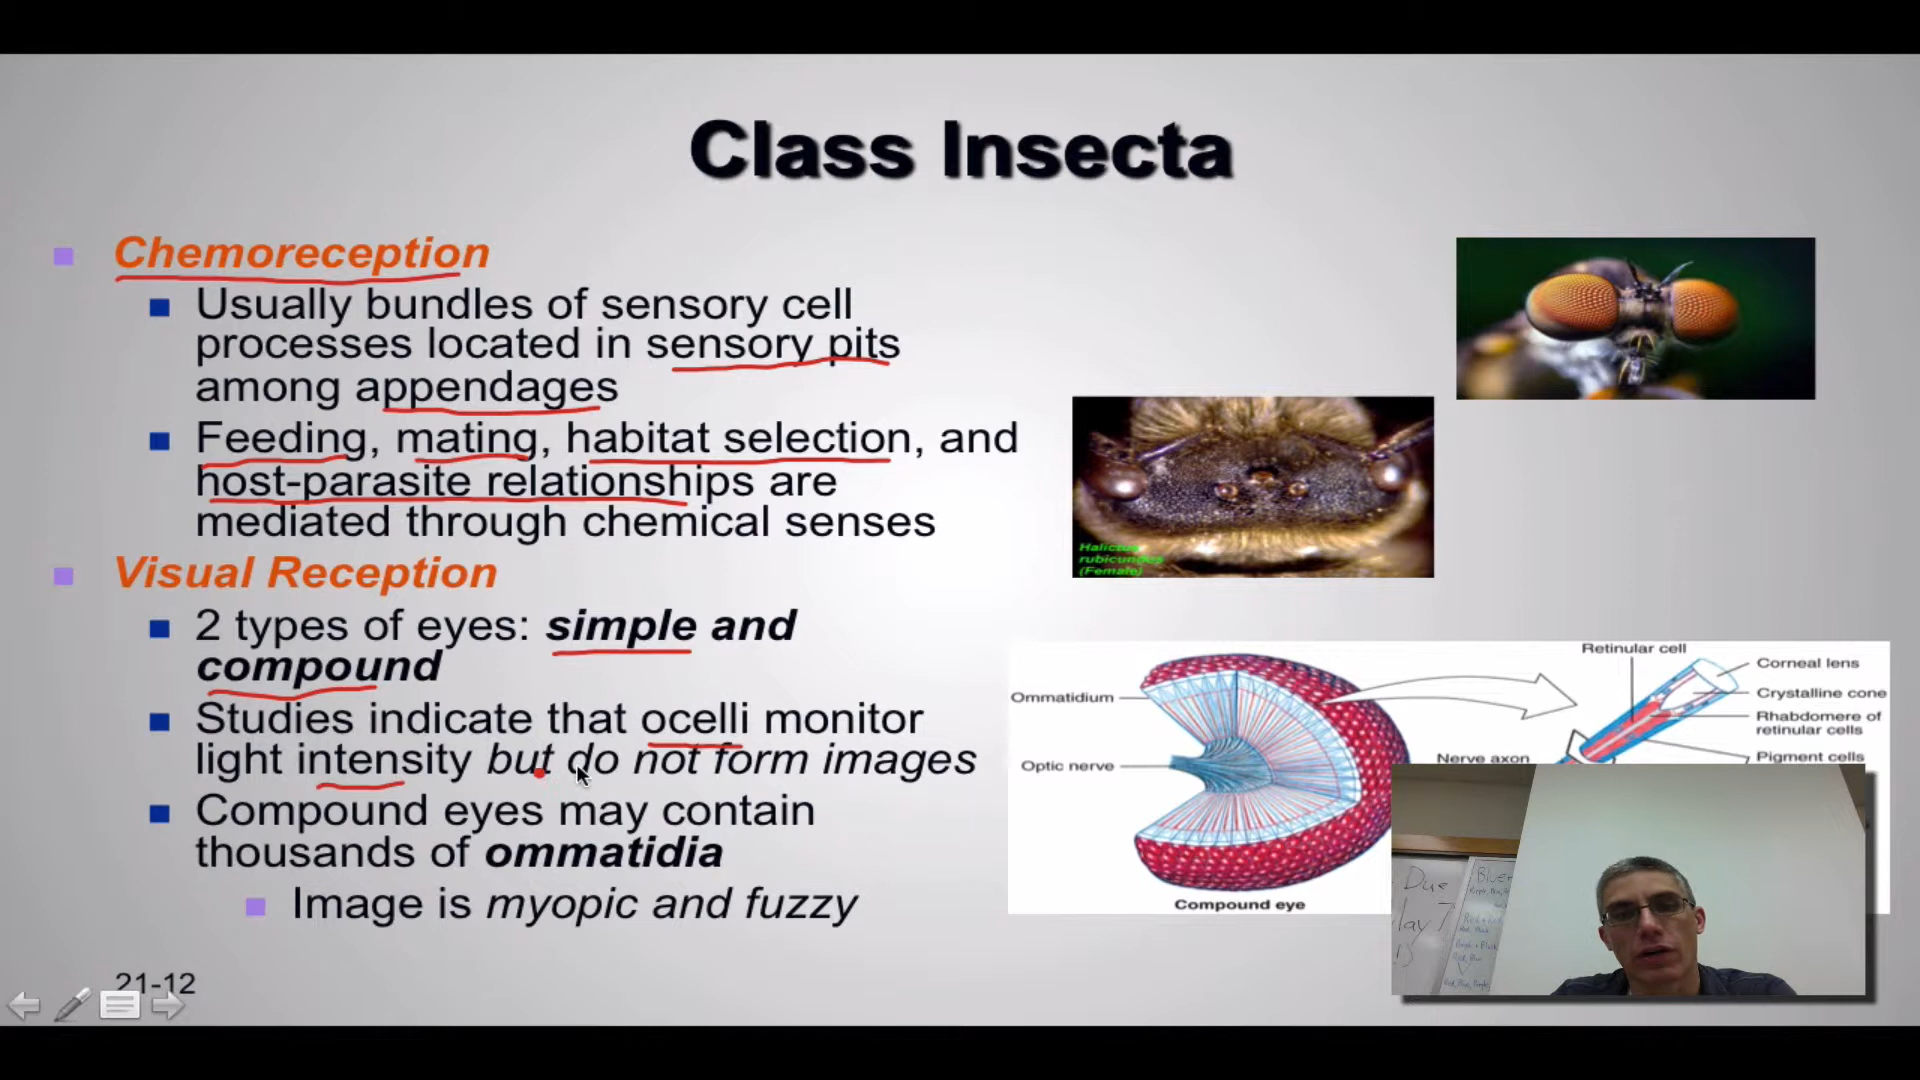 Class Insecta
Chemoreception
Usually bundles of sensory cell
processes located in sensory pits
among appendages
Feeding, mating, habitat selection, and
host-parasite relationships are
mediated through chemical senses
Visual Reception
2 types of eyes: simple and
compound
Studies indicate that ocelli monitor
light intensity but do not form images
Compound eyes may contain
thousands of ommatidia
Image is myopic and fuzzy
21-12
Halictus
rubicundus
(Female)
Ommatidium
Optic nerve
Compound eye
Retinular cell
Corneal lens
Crystalline cone
Rhabdomere of
retinular cells
Pigment cells
Nerve axon
Due